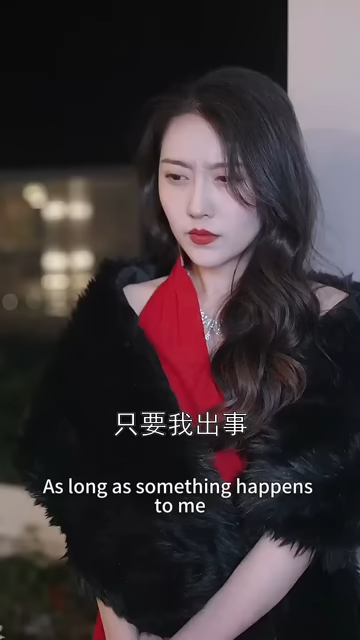 只要我出事
As long as something happens
to me